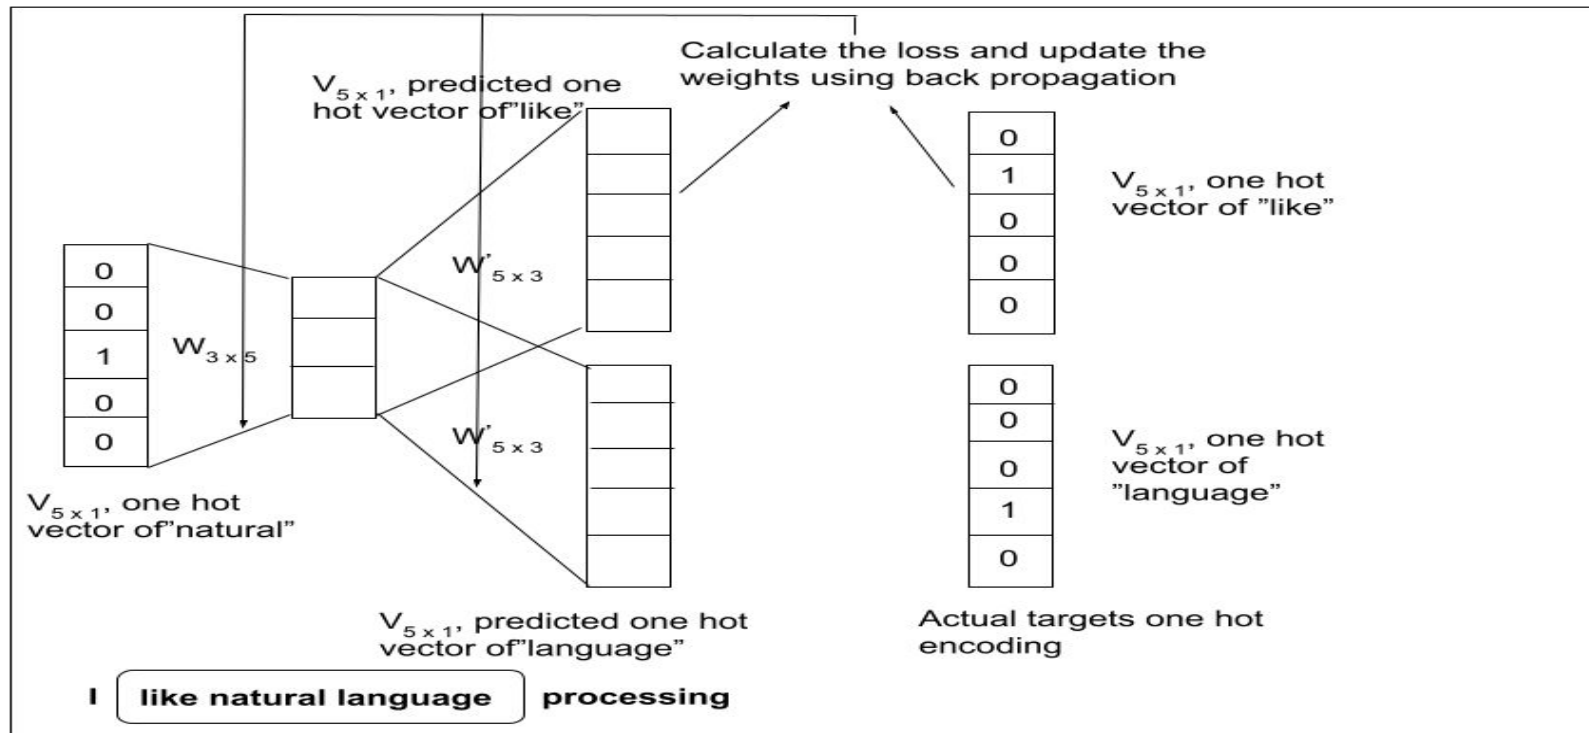 Calculate the loss and update the
weights using back propagation
V5 x 1, predicted one
hot vector of"like"
0
1
0
0
0
V5 x 1, one hot
vector of "like"
0
0
1
0
0
W3 x 5
W'5 x 3
W'5 x 3
0
0
0
1
0
V5 x 1, one hot
vector of
"language"
V5 x 1, one hot
vector of"natural"
V5 x 1, predicted one hot
vector of"language"
Actual targets one hot
encoding
I like natural language processing